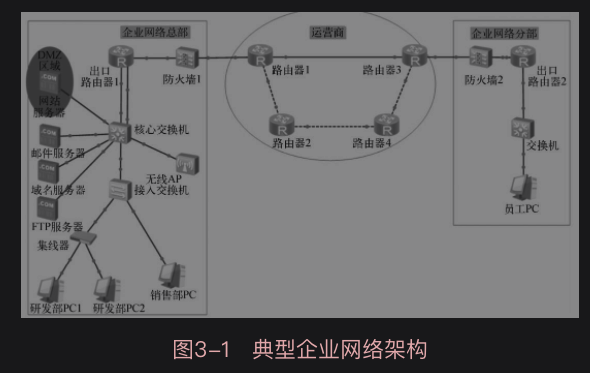 企业网络总部
运营商
企业网络分部
DMZ
区域
出口
路由器1
防火墙1
路由器1
路由器3
防火墙2
出口
路由器2
.COM
网站
服务器
核心交换机
.COM
邮件服务器
路由器2
路由器4
交换机
无线AP
.COM
域名服务器
接入交换机
.COM
FTP服务器
员工PC
集线器
研发部PC1
研发部PC2
销售部PC
图3-1 典型企业网络架构